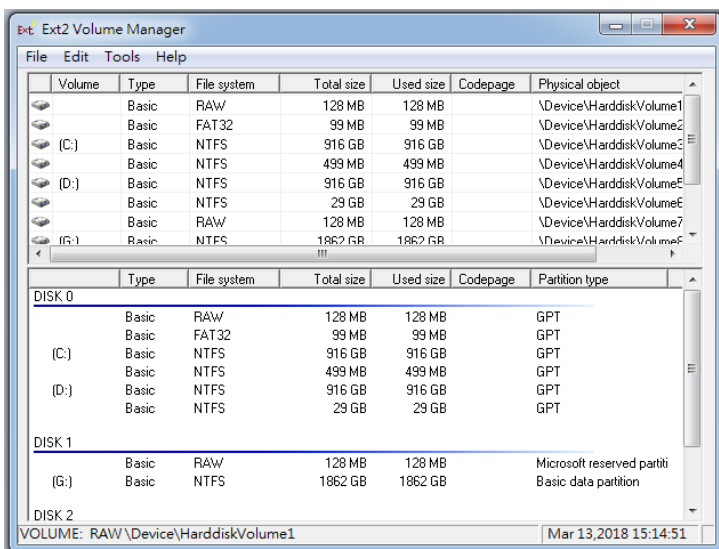 Ext2 Volume Manager
File Edit Tools Help
Volume Type File system Total size Used size Codepage Physical object
Basic RAW 128 MB 128 MB \Device\HarddiskVolume1
Basic FAT32 99 MB 99 MB \Device\HarddiskVolume2
(C:) Basic NTFS 916 GB 916 GB \Device\HarddiskVolume3
Basic NTFS 499 MB 499 MB \Device\HarddiskVolume4
(D:) Basic NTFS 916 GB 916 GB \Device\HarddiskVolume5
Basic NTFS 29 GB 29 GB \Device\HarddiskVolume6
Basic RAW 128 MB 128 MB \Device\HarddiskVolume7
(G:) Basic NTFS 1862 GB 1862 GB
Type File system Total size Used size Codepage Partition type
DISK 0
Basic RAW 128 MB 128 MB GPT
Basic FAT32 99 MB 99 MB GPT
(C:) Basic NTFS 916 GB 916 GB GPT
Basic NTFS 499 MB 499 MB GPT
(D:) Basic NTFS 916 GB 916 GB GPT
Basic NTFS 29 GB 29 GB GPT
DISK 1
Basic RAW 128 MB 128 MB Microsoft reserved partiti
(G:) Basic NTFS 1862 GB 1862 GB Basic data partition
DISK 2
VOLUME: RAW \Device\HarddiskVolume1 Mar 13,2018 15:14:51